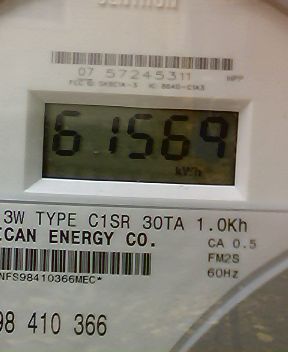 07 57245311
61569
kWh
3W TYPE C1SR 30TA 1.0Kh
ICAN ENERGY CO.
CA 0.5
FM2S
60Hz
NFS98410366MEC*
98 410 366